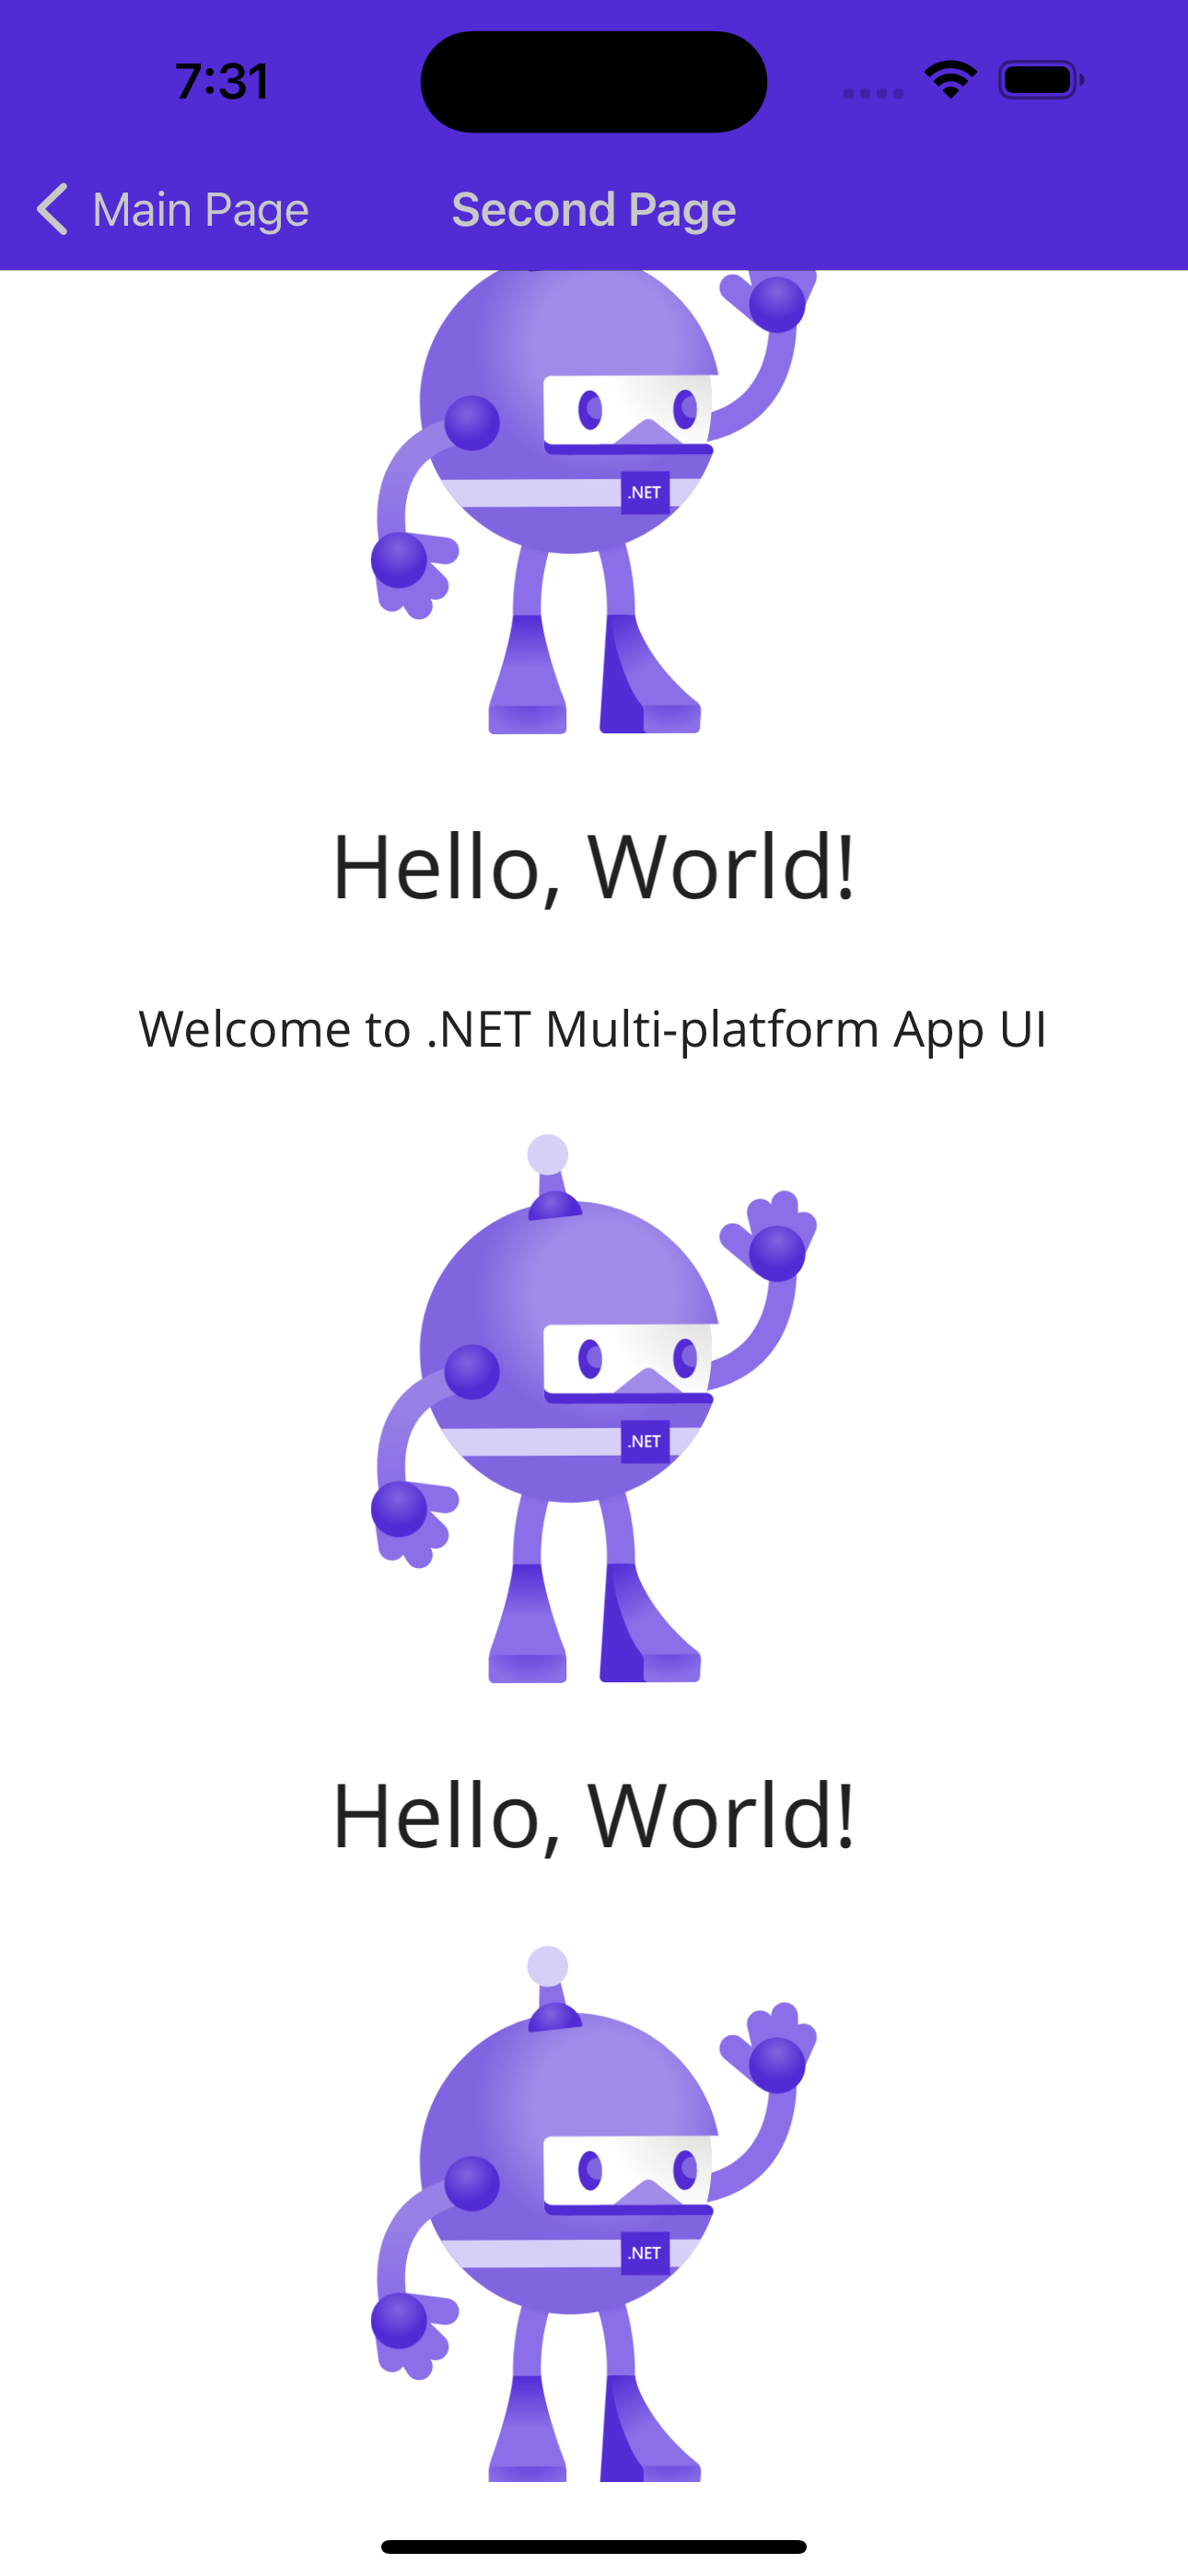 7:31
Main Page
Second Page
.NET
Hello, World!
Welcome to .NET Multi-platform App UI
.NET
Hello, World!
.NET